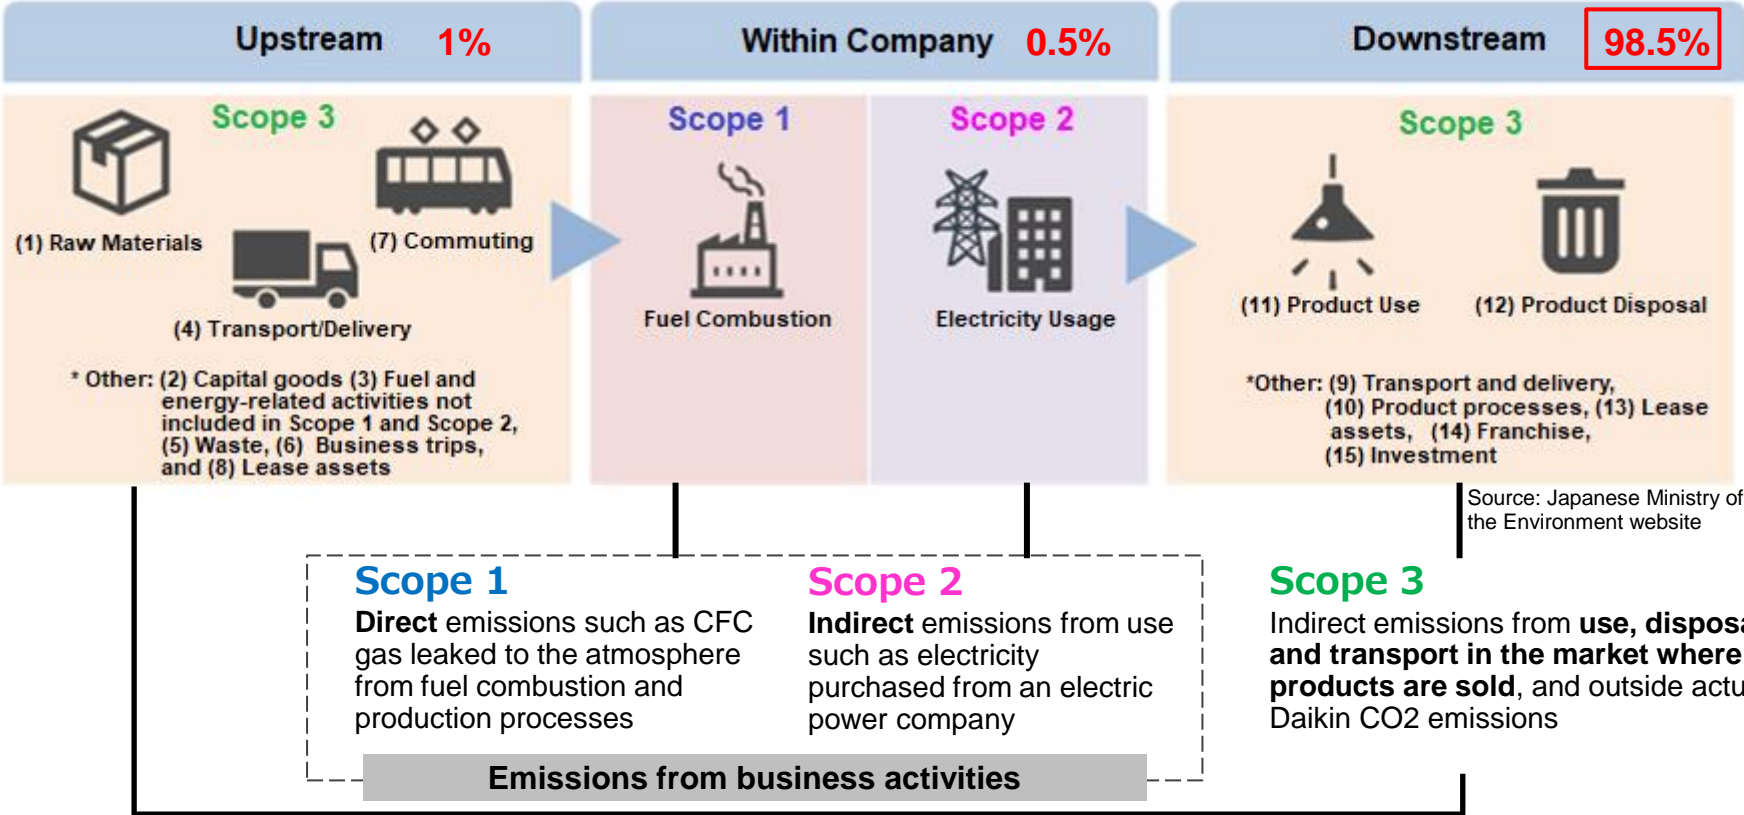 Upstream 1%
Within Company 0.5%
Downstream 98.5%
Scope 3
(1) Raw Materials
(7) Commuting
(4) Transport/Delivery
* Other: (2) Capital goods (3) Fuel and
energy-related activities not
included in Scope 1 and Scope 2,
(5) Waste, (6) Business trips,
and (8) Lease assets
Scope 1
Fuel Combustion
Scope 2
Electricity Usage
Scope 3
(11) Product Use
(12) Product Disposal
*Other: (9) Transport and delivery,
(10) Product processes, (13) Lease
assets, (14) Franchise,
(15) Investment
Source: Japanese Ministry of
the Environment website
Scope 1
Direct emissions such as CFC
gas leaked to the atmosphere
from fuel combustion and
production processes
Scope 2
Indirect emissions from use
such as electricity
purchased from an electric
power company
Emissions from business activities
Scope 3
Indirect emissions from use,
and transport in the market where
products are sold, and outside
Daikin CO2 emissions